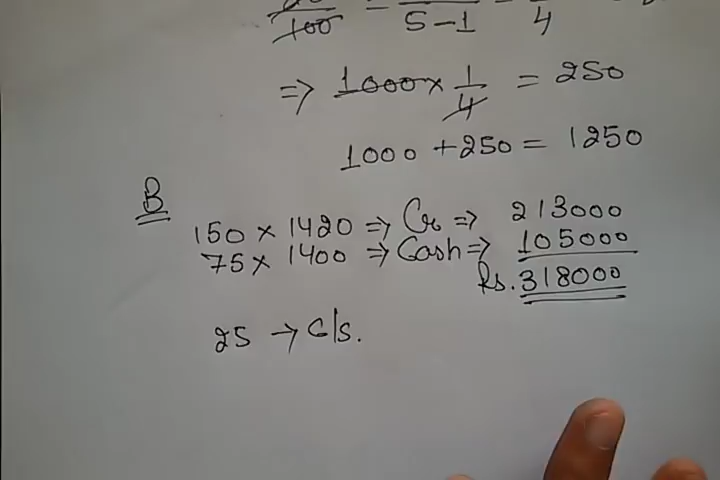 100 = 5-1 4
=> 1000 × 1/4 = 250
1000 + 250 = 1250
B
150 × 1420 => Cr => 213000
75 × 1400 => Cash => 105000
Rs. 318000
25 → c/s.